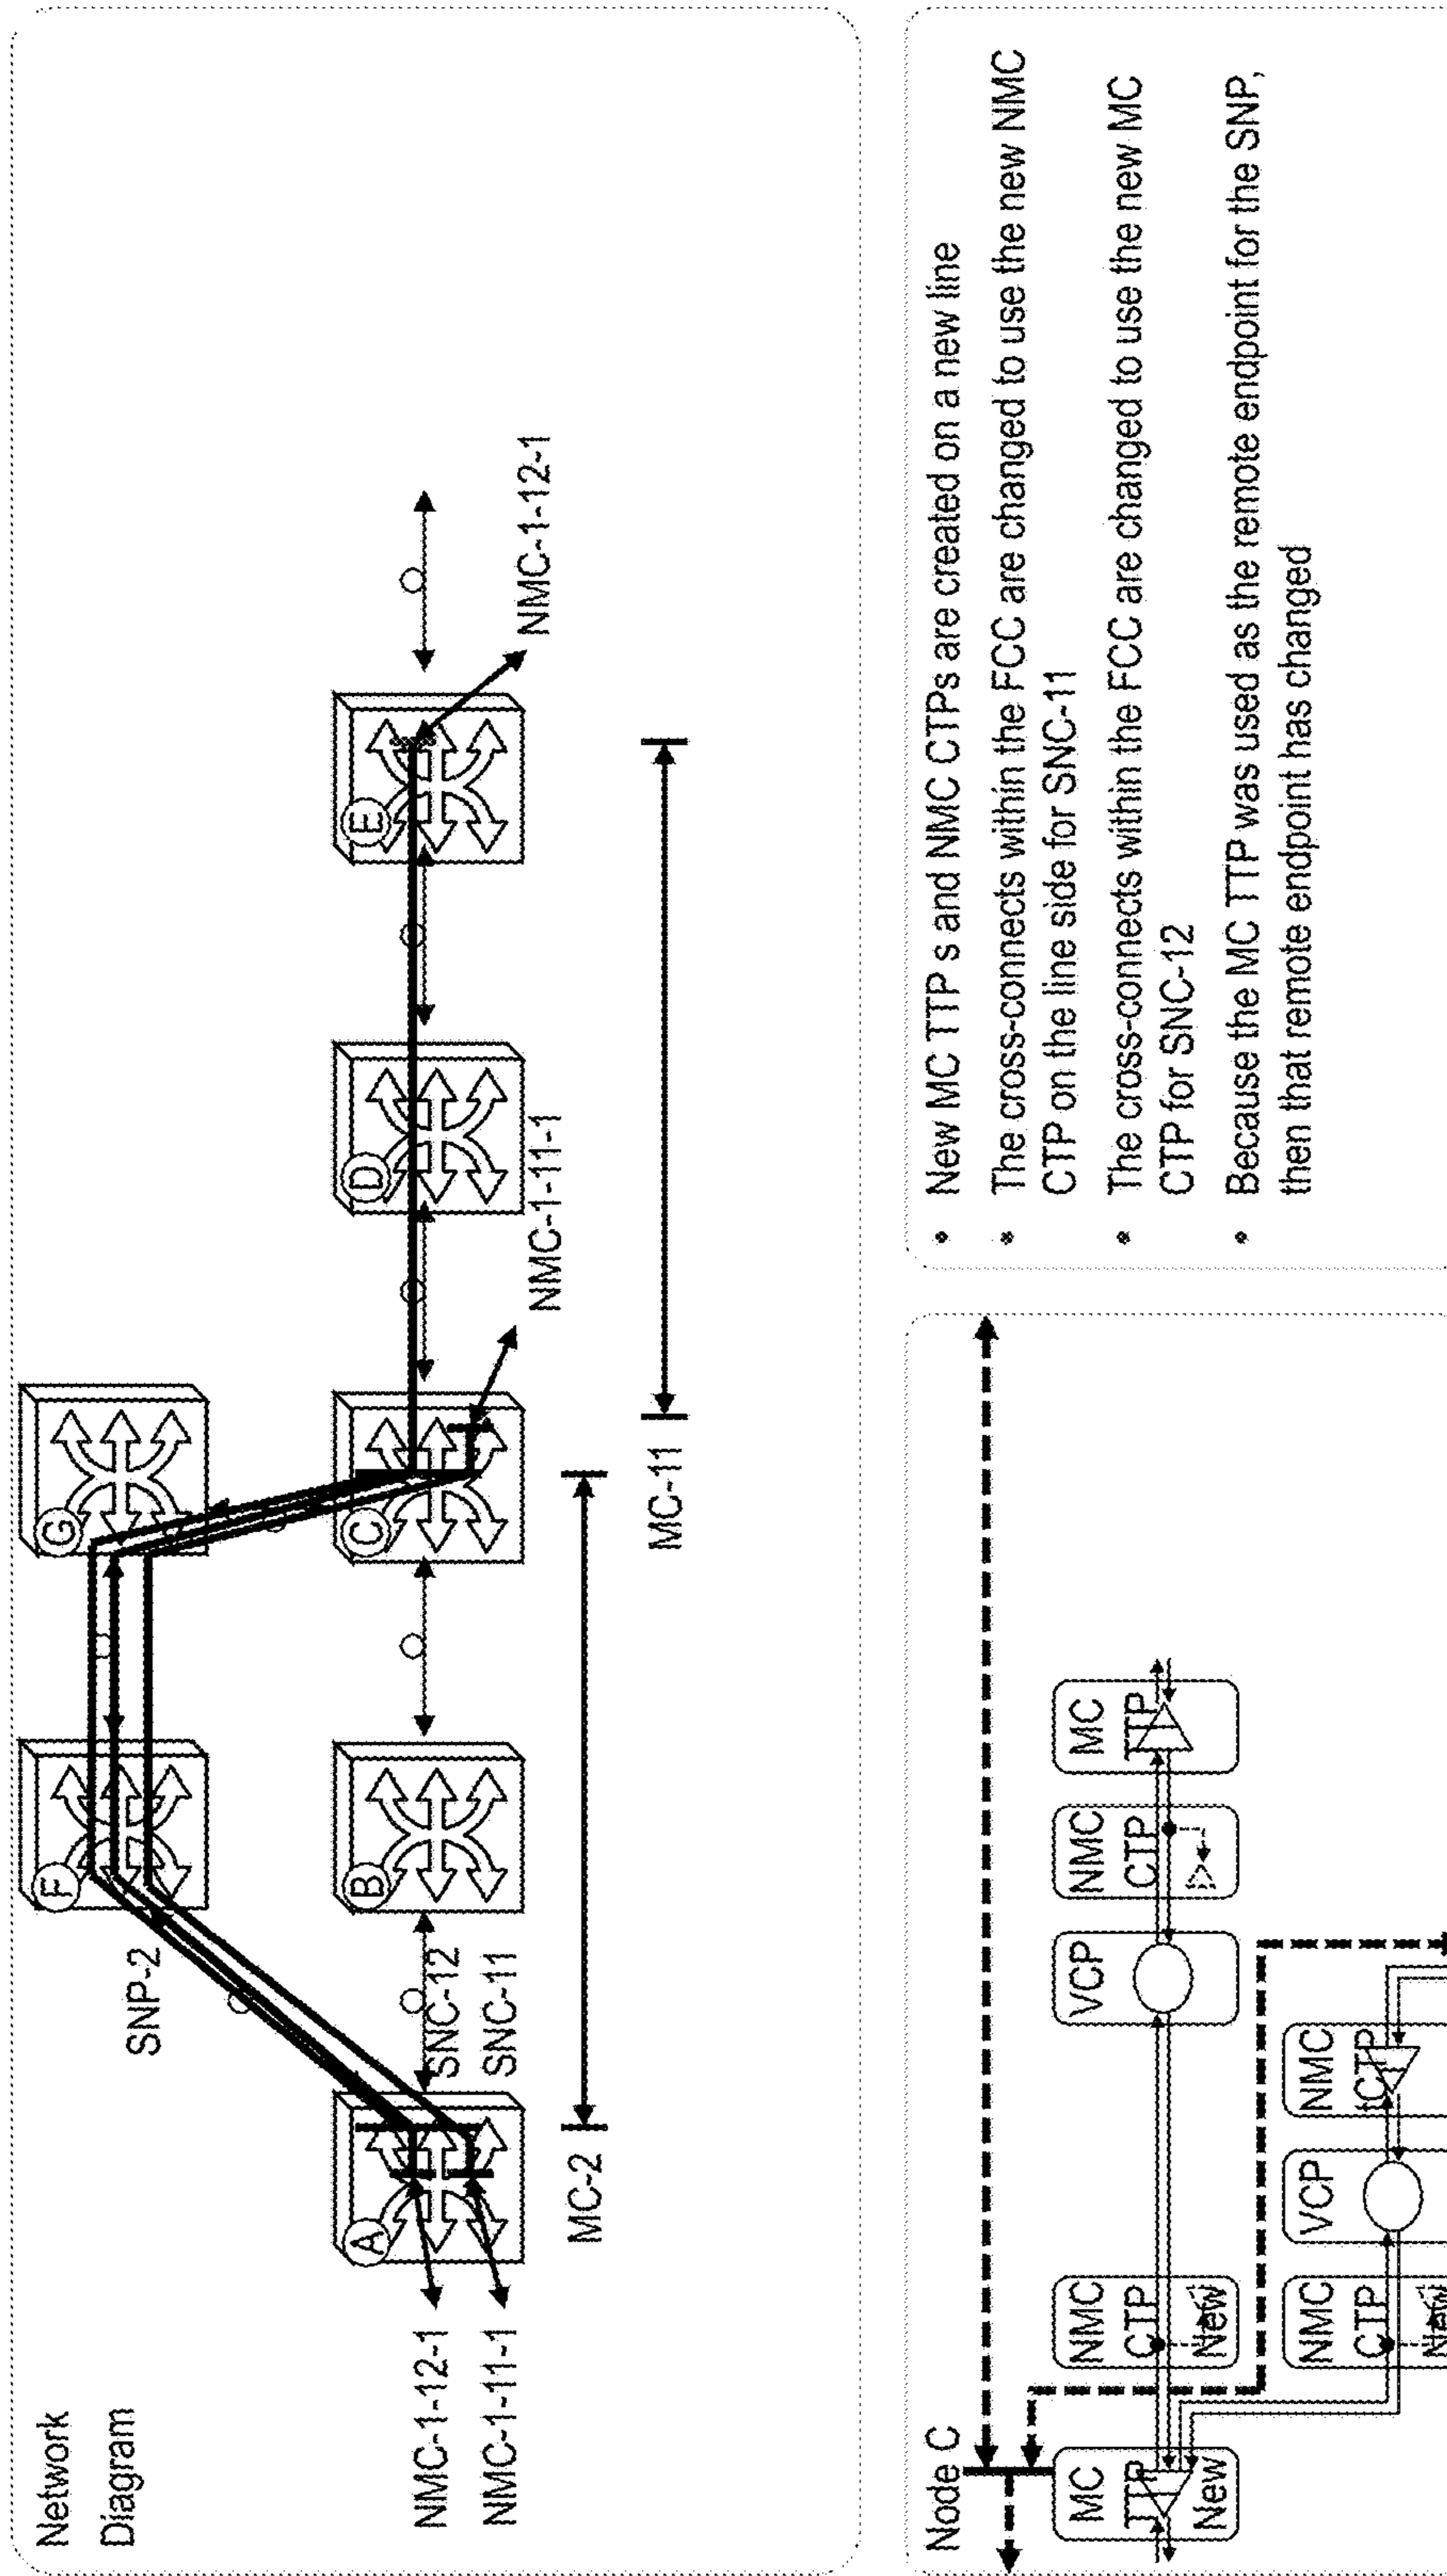 Network
Diagram
F
G
SNP-2
A
B
C
D
E
SNC-12
SNC-11
NMC-1-12-1
NMC-1-11-1
NMC-1-11-1
NMC-1-12-1
MC-2
MC-11
Node C
MC
TTP
New
NMC
CTP
New
VCP
NMC
CTP
MC
TTP
NMC
CTP
New
VCP
NMC
tCTP
• New MC TTP s and NMC CTPs are created on a new line
• The cross-connects within the FCC are changed to use the new NMC
CTP on the line side for SNC-11
• The cross-connects within the FCC are changed to use the new MC
CTP for SNC-12
• Because the MC TTP was used as the remote endpoint for the SNP,
then that remote endpoint has changed